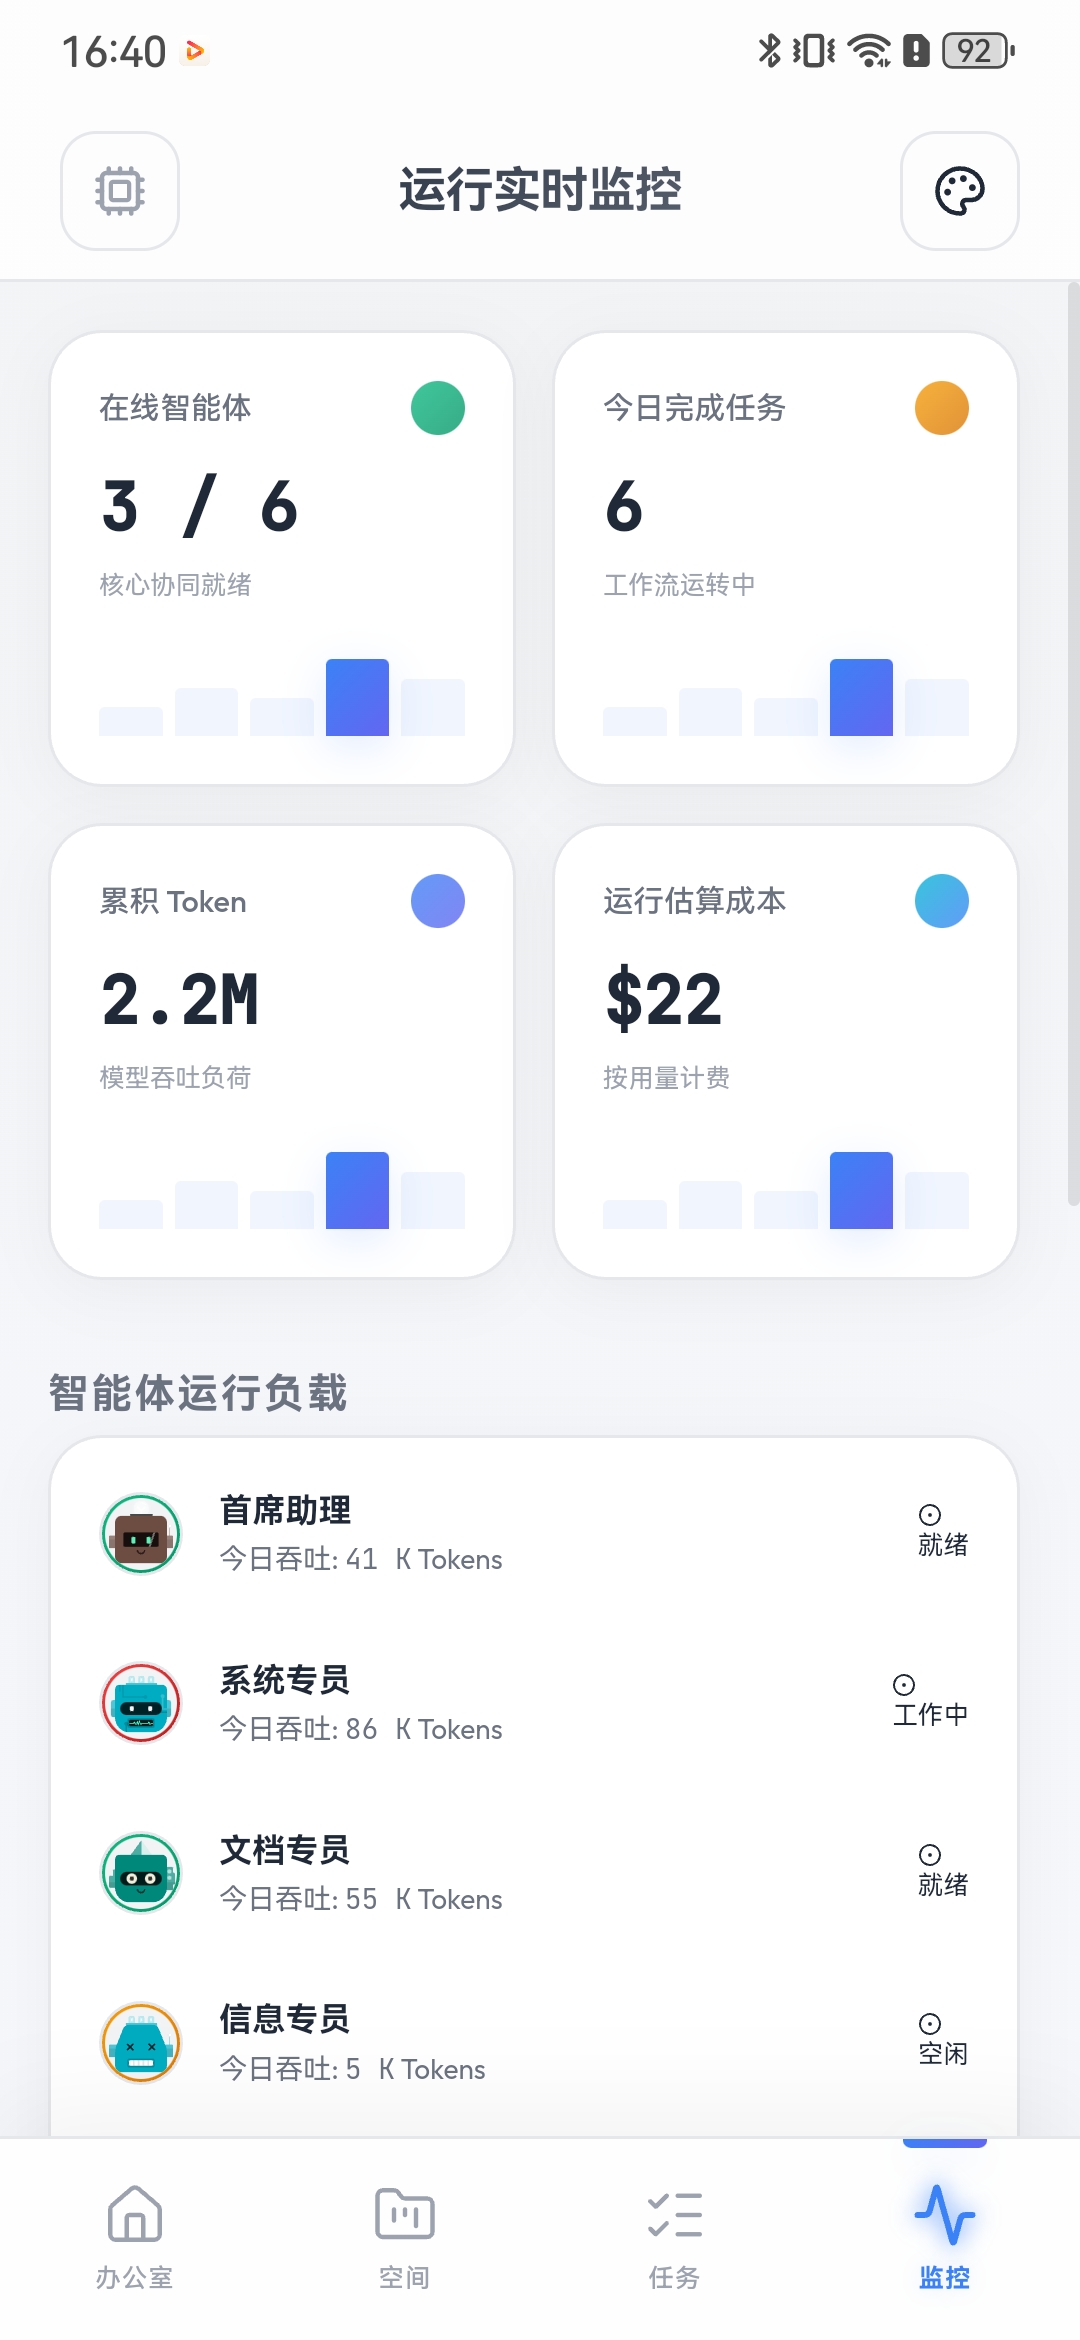 16:40
92
运行实时监控
在线智能体
3 / 6
核心协同就绪
今日完成任务
6
工作流运转中
累积 Token
2.2M
模型吞吐负荷
运行估算成本
$22
按用量计费
智能体运行负载
首席助理
今日吞吐: 41 K Tokens
就绪
系统专员
今日吞吐: 86 K Tokens
工作中
文档专员
今日吞吐: 55 K Tokens
就绪
信息专员
今日吞吐: 5 K Tokens
空闲
办公室
空间
任务
监控